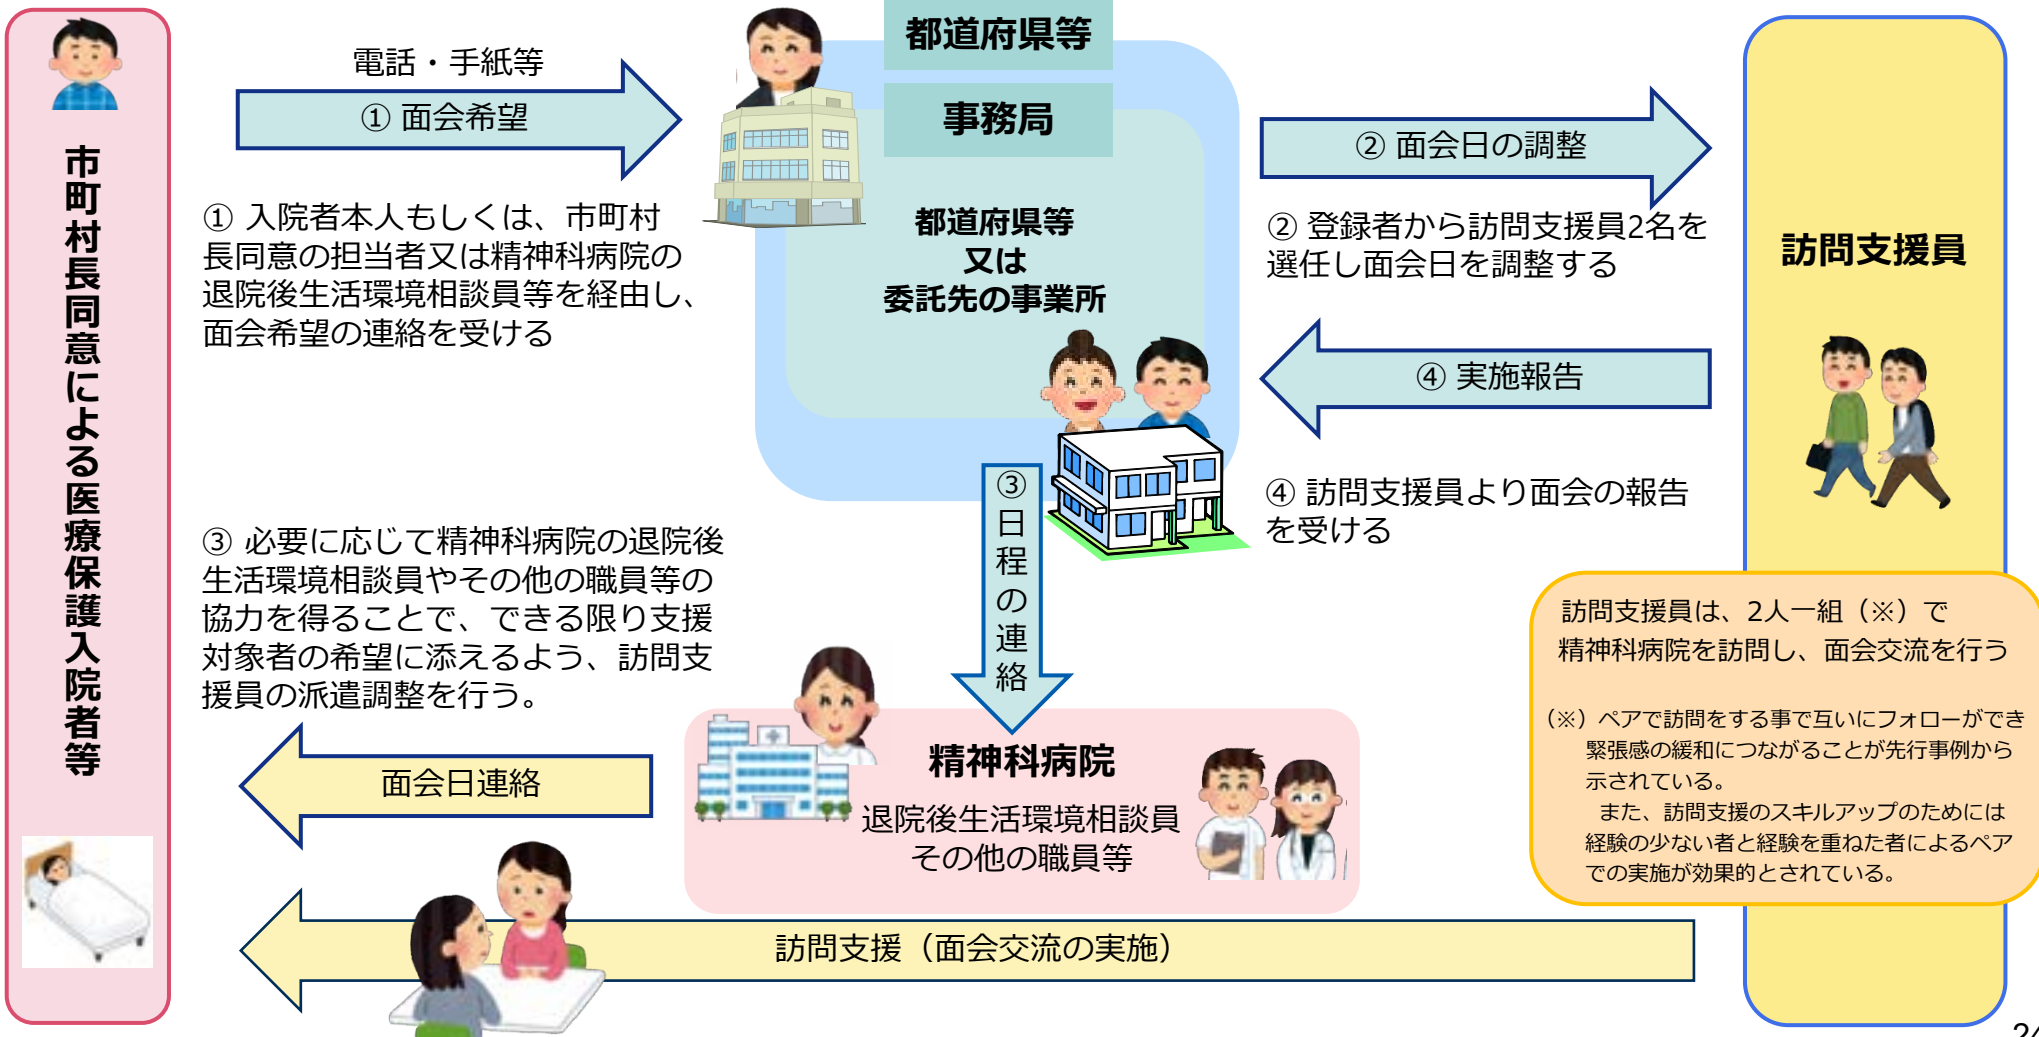 市町村長同意による医療保護入院者等
電話・手紙等
① 面会希望
① 入院者本人もしくは、市町村
長同意の担当者又は精神科病院の
退院後生活環境相談員等を経由し、
面会希望の連絡を受ける
都道府県等
事務局
都道府県等
又は
委託先の事業所
② 面会日の調整
② 登録者から訪問支援員2名を
選任し面会日を調整する
④ 実施報告
④ 訪問支援員より面会の報告
を受ける
訪問支援員
③日程の連絡
③ 必要に応じて精神科病院の退院後
生活環境相談員やその他の職員等の
協力を得ることで、できる限り支援
対象者の希望に添えるよう、訪問支
援員の派遣調整を行う。
面会日連絡
精神科病院
退院後生活環境相談員
その他の職員等
訪問支援員は、2人一組（※）で
精神科病院を訪問し、面会交流を行う
（※）ペアで訪問をする事で互いにフォローができ
緊張感の緩和につながることが先行事例から
示されている。
また、訪問支援のスキルアップのためには
経験の少ない者と経験を重ねた者によるペア
での実施が効果的とされている。
訪問支援（面会交流の実施）